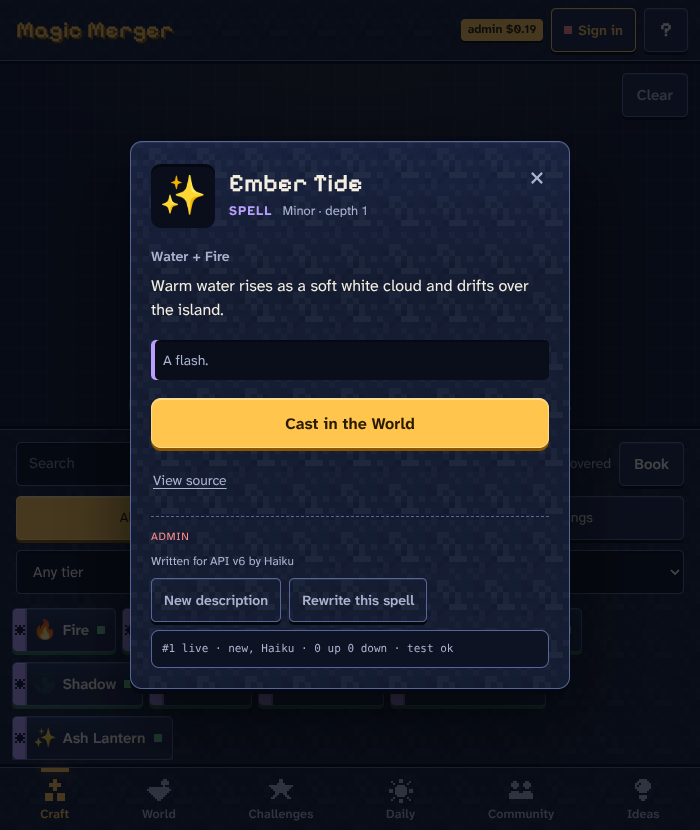 Magic Merger
admin $0.19
Sign in
?
Clear
Ember Tide
SPELL Minor · depth 1
Water + Fire
Warm water rises as a soft white cloud and drifts over
the island.
A flash.
Cast in the World
View source
ADMIN
Written for API v6 by Haiku
New description
Rewrite this spell
#1 live · new, Haiku · 0 up 0 down · test ok
Search
Book
Any tier
Fire
Shadow
Ash Lantern
Craft
World
Challenges
Daily
Community
Ideas